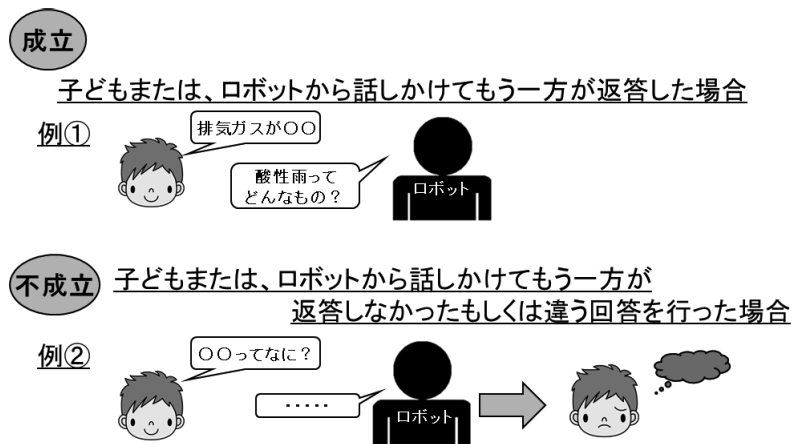 成立
子どもまたは、ロボットから話しかけてもう一方が返答した場合
例①
排気ガスが〇〇
酸性雨って
どんなもの？
ロボット
不成立
子どもまたは、ロボットから話しかけてもう一方が
返答しなかったもしくは違う回答を行った場合
例②
〇〇ってなに？
・・・・・
ロボット